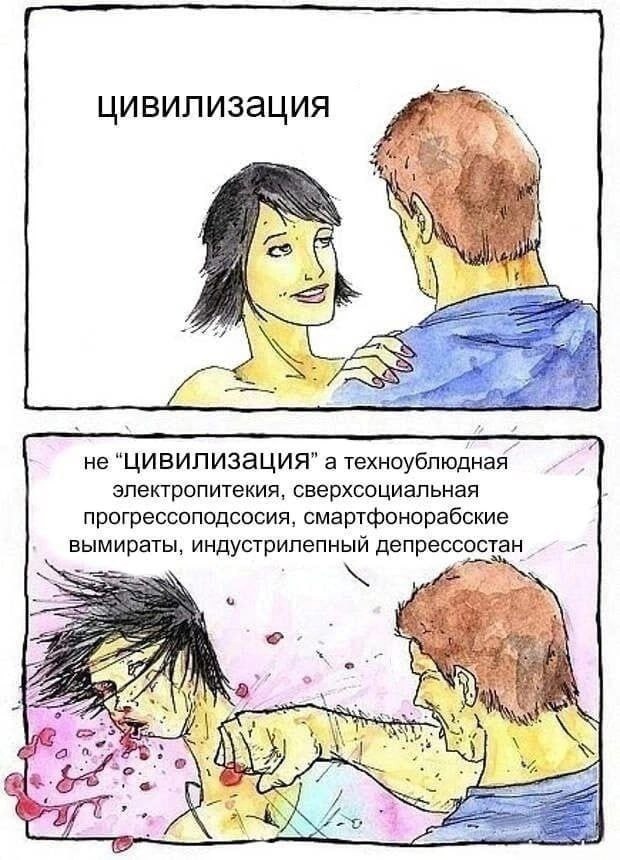 цивилизация
не “цивилизация” а техноублюдная
электропитекия, сверхсоциальная
прогрессоподсосия, смартфонорабские
вымираты, индустрилепный депрессостан